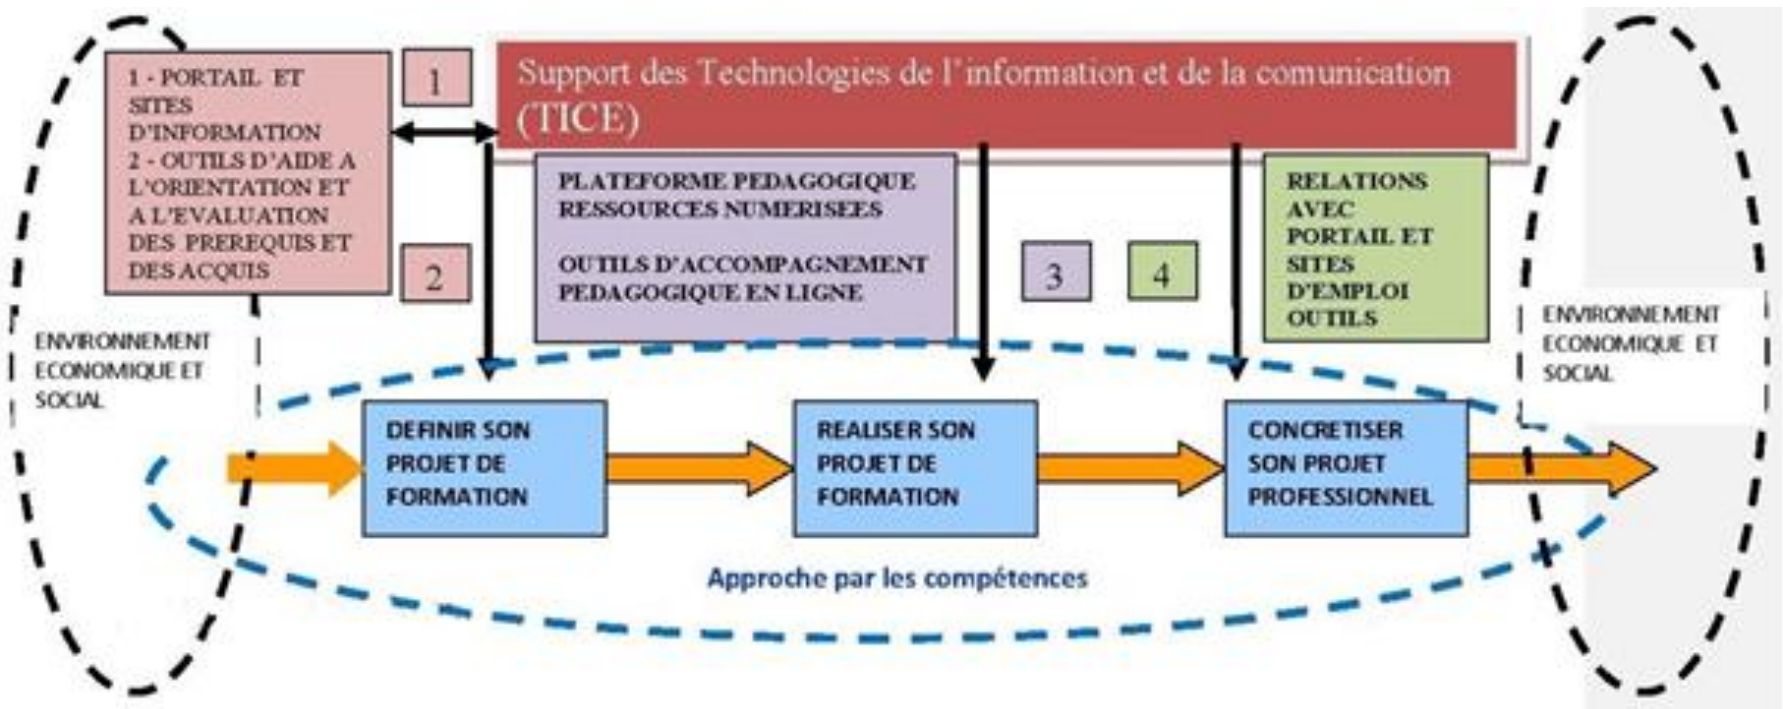 1 - PORTAIL ET
SITES
D'INFORMATION
2 - OUTILS D'AIDE A
L'ORIENTATION ET
A L'EVALUATION
DES PREREQUIS ET
DES ACQUIS
1
2
Support des Technologies de l'information et de la comunication
(TICE)
PLATEFORME PEDAGOGIQUE
RESSOURCES NUMERISEES
OUTILS D'ACCOMPAGNEMENT
PEDAGOGIQUE EN LIGNE
3
4
RELATIONS
AVEC
PORTAIL ET
SITES
D'EMPLOI
OUTILS
ENVIRONNEMENT
ECONOMIQUE ET
SOCIAL
ENVIRONNEMENT
ECONOMIQUE ET
SOCIAL
DEFINIR SON
PROJET DE
FORMATION
REALISER SON
PROJET DE
FORMATION
CONCRETISER
SON PROJET
PROFESSIONNEL
Approche par les compétences